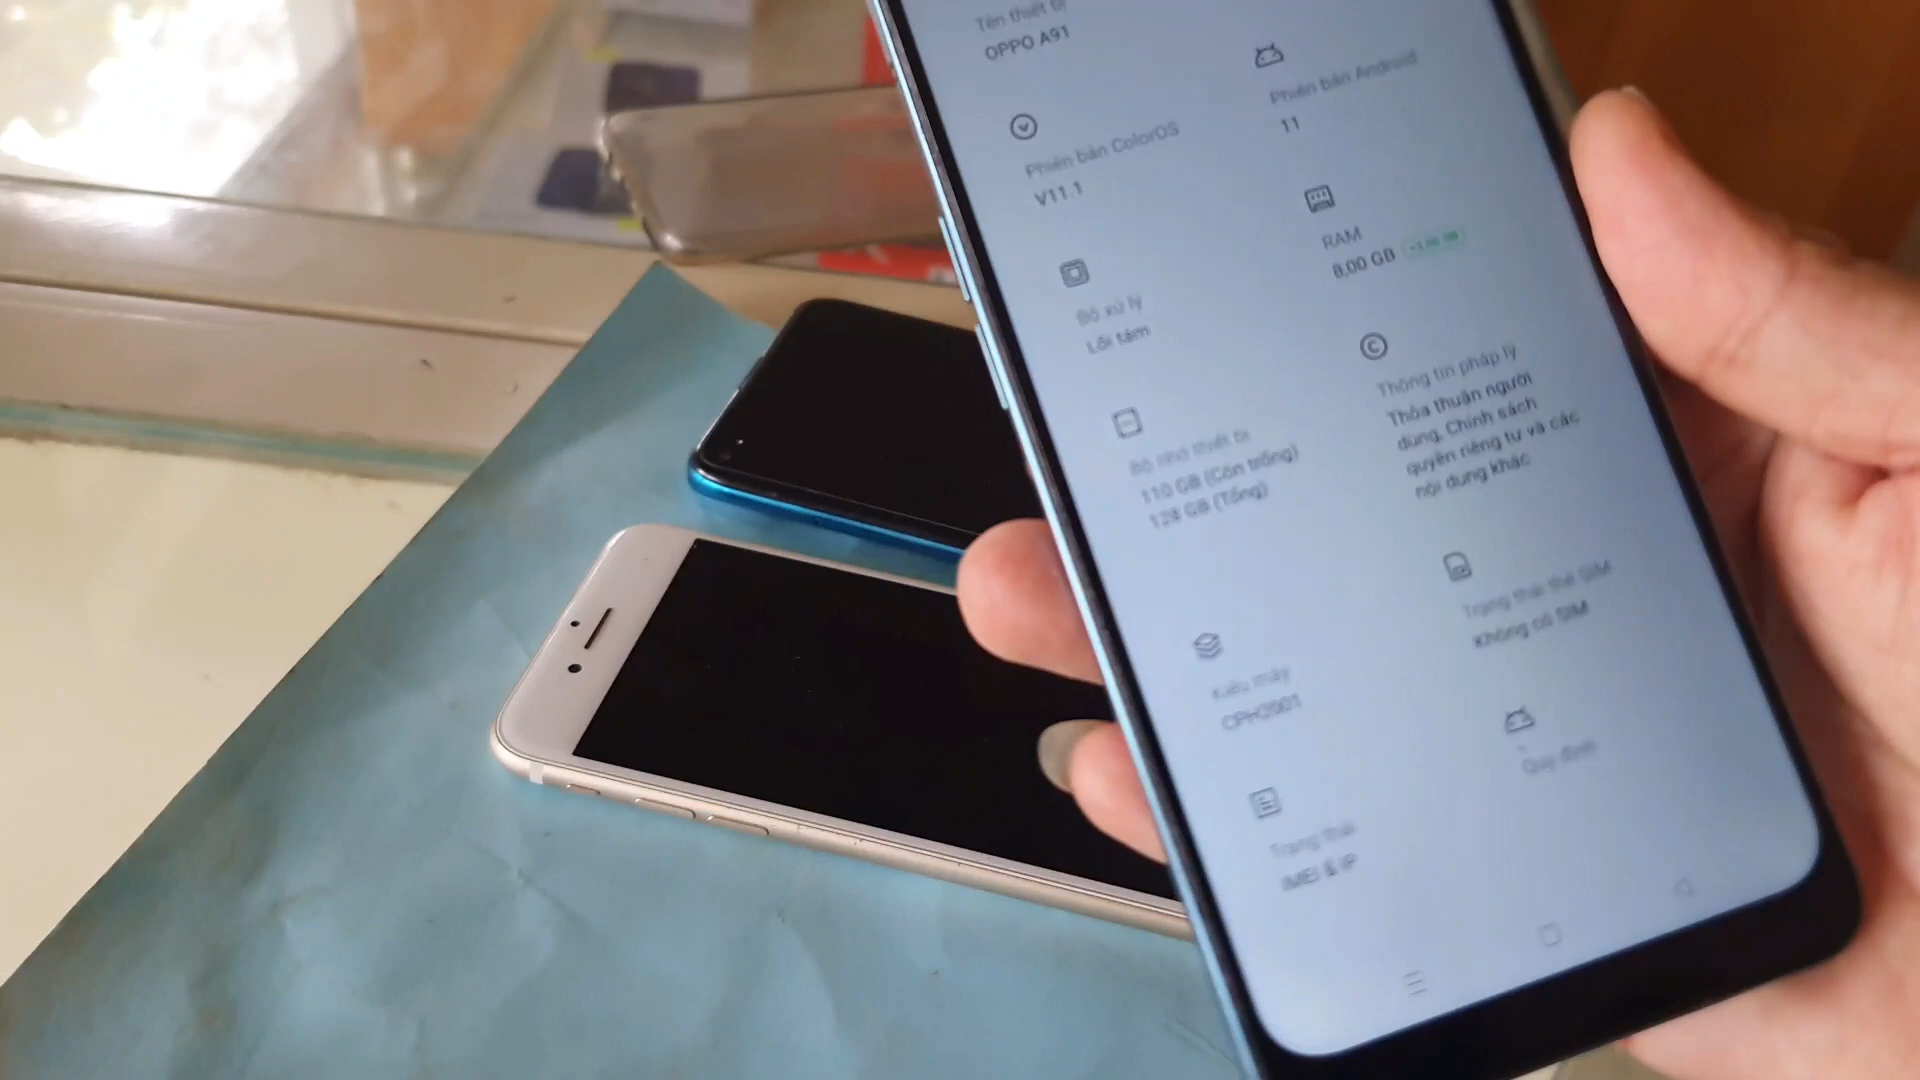 Tên thiết bị
OPPO A91
Phiên bản Android
11
Phiên bản ColorOS
V11.1
RAM
8,00 GB
Bộ xử lý
Lõi tám
Thông tin pháp lý
Thỏa thuận người
dùng, Chính sách
quyền riêng tư và các
nội dung khác
Bộ nhớ thiết bị
110 GB (Còn trống)
128 GB (Tổng)
Trạng thái thẻ SIM
Không có SIM
Kiểu máy
Quy định
Trạng thái
IMEI & IP